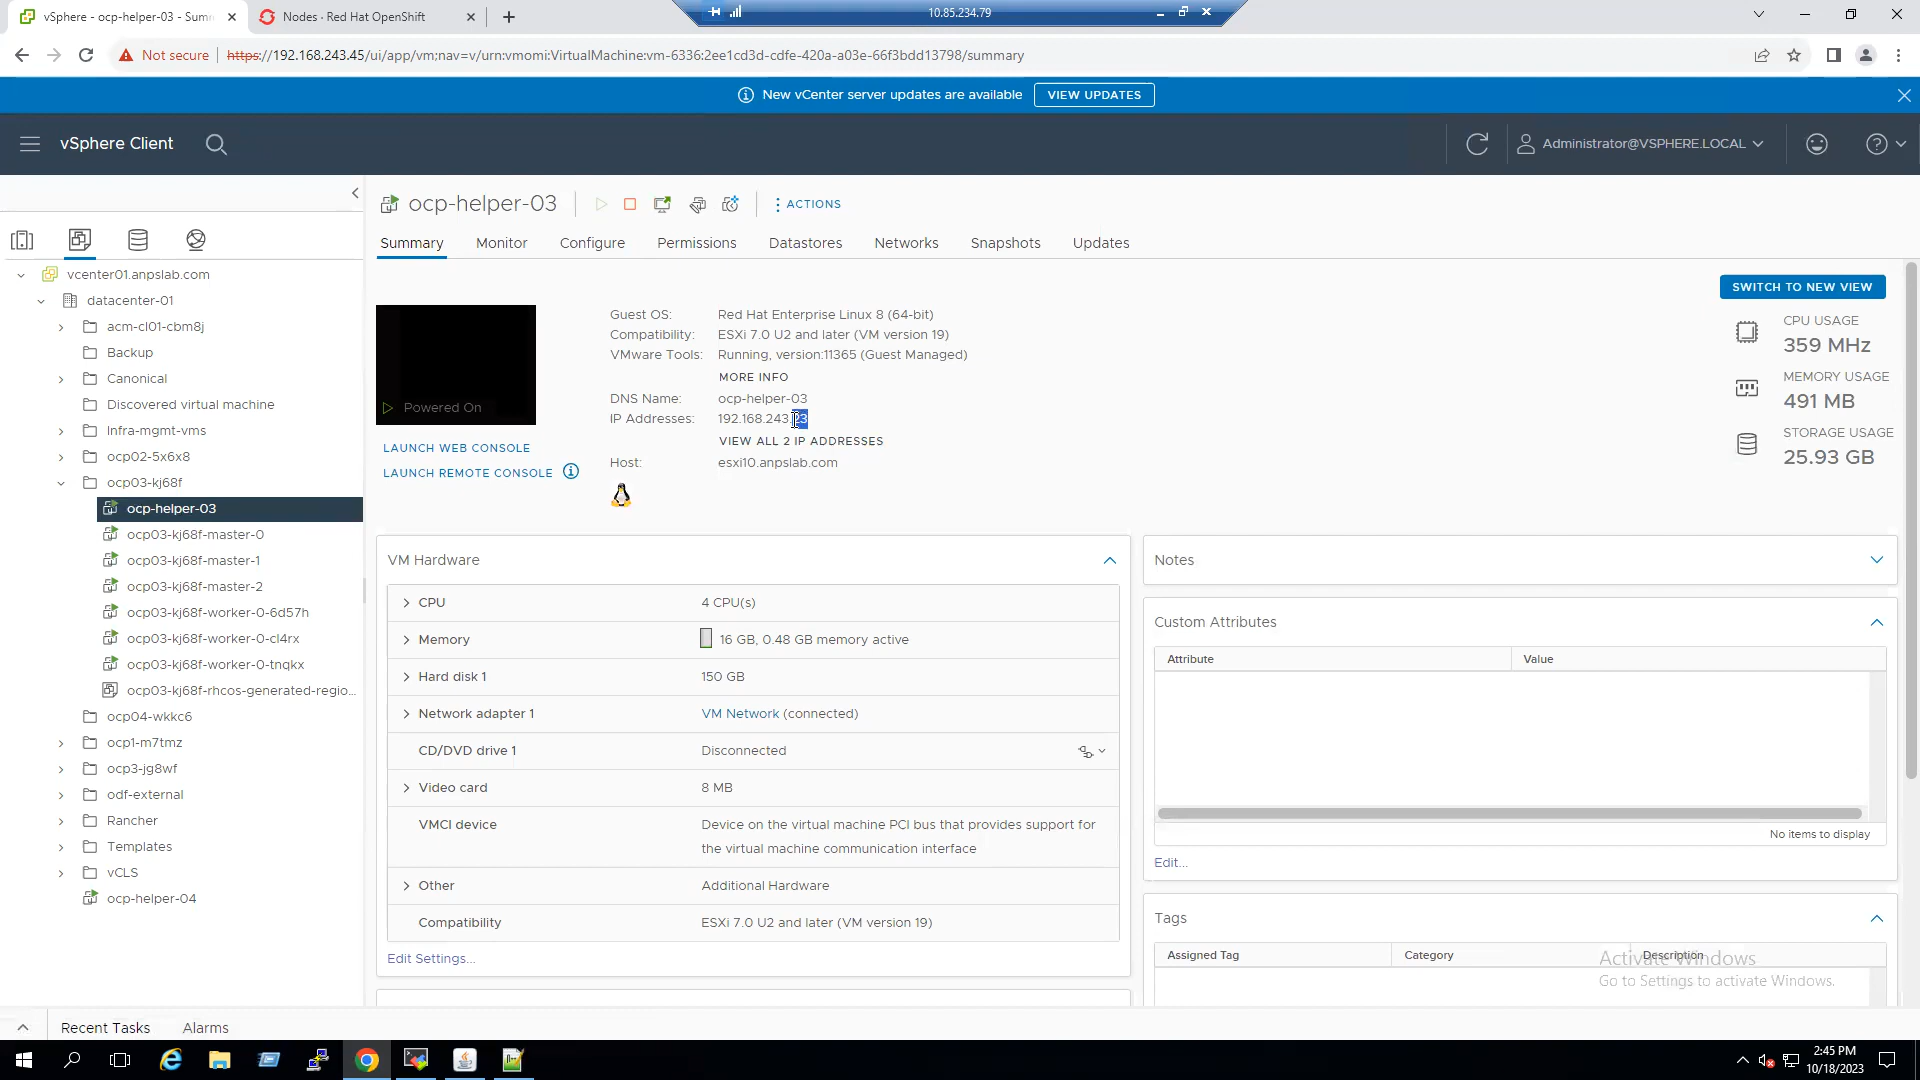 vSphere - ocp-helper-03 - Summ
Nodes · Red Hat OpenShift
10.85.234.79
Not secure
https://192.168.243.45/ui/app/vm;nav=v/urn:vmomi:VirtualMachine:vm-6336:2ee1cd3d-cdfe-420a-a03e-66f3bdd13798/summary
New vCenter server updates are available
VIEW UPDATES
vSphere Client
Administrator@VSPHERE.LOCAL
ocp-helper-03
ACTIONS
Summary
Monitor
Configure
Permissions
Datastores
Networks
Snapshots
Updates
vcenter01.anpslab.com
datacenter-01
acm-cl01-cbm8j
Backup
Canonical
Discovered virtual machine
Infra-mgmt-vms
ocp02-5x6x8
ocp03-kj68f
ocp-helper-03
ocp03-kj68f-master-0
ocp03-kj68f-master-1
ocp03-kj68f-master-2
ocp03-kj68f-worker-0-6d57h
ocp03-kj68f-worker-0-cl4rx
ocp03-kj68f-worker-0-tnqkx
ocp03-kj68f-rhcos-generated-regio...
ocp04-wkkc6
ocp1-m7tmz
ocp3-jg8wf
odf-external
Rancher
Templates
vCLS
ocp-helper-04
Powered On
LAUNCH WEB CONSOLE
LAUNCH REMOTE CONSOLE
Guest OS: Red Hat Enterprise Linux 8 (64-bit)
Compatibility: ESXi 7.0 U2 and later (VM version 19)
VMware Tools: Running, version:11365 (Guest Managed)
MORE INFO
DNS Name: ocp-helper-03
IP Addresses: 192.168.243.23
VIEW ALL 2 IP ADDRESSES
Host: esxi10.anpslab.com
SWITCH TO NEW VIEW
CPU USAGE
359 MHz
MEMORY USAGE
491 MB
STORAGE USAGE
25.93 GB
VM Hardware
CPU 4 CPU(s)
Memory 16 GB, 0.48 GB memory active
Hard disk 1 150 GB
Network adapter 1 VM Network (connected)
CD/DVD drive 1 Disconnected
Video card 8 MB
VMCI device Device on the virtual machine PCI bus that provides support for
the virtual machine communication interface
Other Additional Hardware
Compatibility ESXi 7.0 U2 and later (VM version 19)
Edit Settings...
Notes
Custom Attributes
Attribute Value
No items to display
Edit...
Tags
Assigned Tag Category Description
Activate Windows
Go to Settings to activate Windows.
Recent Tasks
Alarms
2:45 PM
10/18/2023